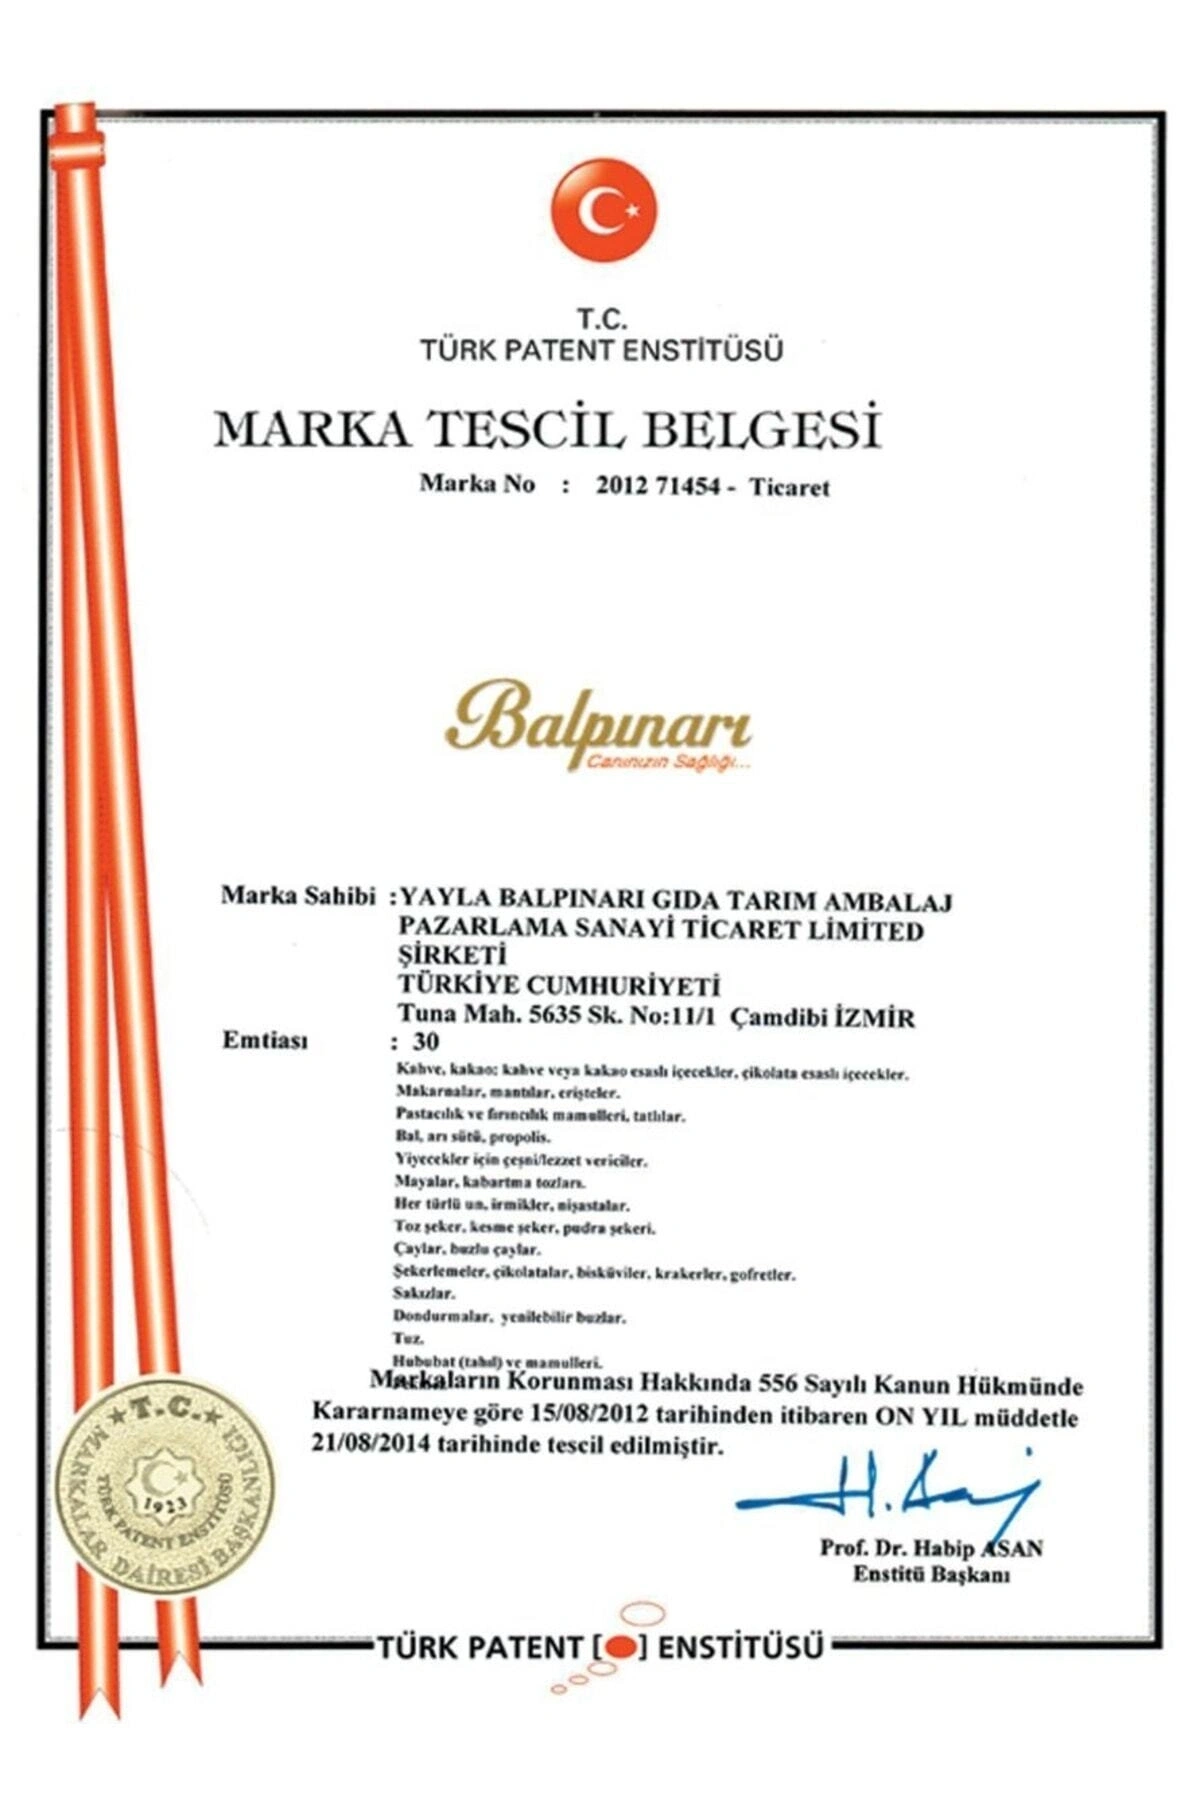 T.C.
TÜRK PATENT ENSTİTÜSÜ
MARKA TESCİL BELGESİ
Marka No : 2012 71454 - Ticaret
Balpınarı
Canınızın Sağlığı...
Marka Sahibi :YAYLA BALPINARI GIDA TARIM AMBALAJ
PAZARLAMA SANAYİ TİCARET LİMİTED
ŞİRKETİ
TÜRKİYE CUMHURİYETİ
Tuna Mah. 5635 Sk. No:11/1 Çamdibi İZMİR
Emtiası : 30
Kahve, kakao; kahve veya kakao esaslı içecekler, çikolata esaslı içecekler.
Makarnalar, mantılar, erişteler.
Pastacılık ve fırıncılık mamulleri, tatlılar.
Bal, arı sütü, propolis.
Yiyecekler için çeşni/lezzet vericiler.
Mayalar, kabartma tozları.
Her türlü un, irmikler, nişastalar.
Toz şeker, kesme şeker, pudra şekeri.
Çaylar, buzlu çaylar.
Şekerlemeler, çikolatalar, bisküviler, krakerler, gofretler.
Sakızlar.
Dondurmalar, yenilebilir buzlar.
Tuz.
Hububat (tahıl) ve mamulleri.
Markaların Korunması Hakkında 556 Sayılı Kanun Hükmünde
Kararnameye göre 15/08/2012 tarihinden itibaren ON YIL müddetle
21/08/2014 tarihinde tescil edilmiştir.
T.C.
MARKALAR DAİRESİ BAŞKANLIĞI
TÜRK PATENT ENSTİTÜSÜ
1923
H. Asan
Prof. Dr. Habip ASAN
Enstitü Başkanı
TÜRK PATENT [ ] ENSTİTÜSÜ